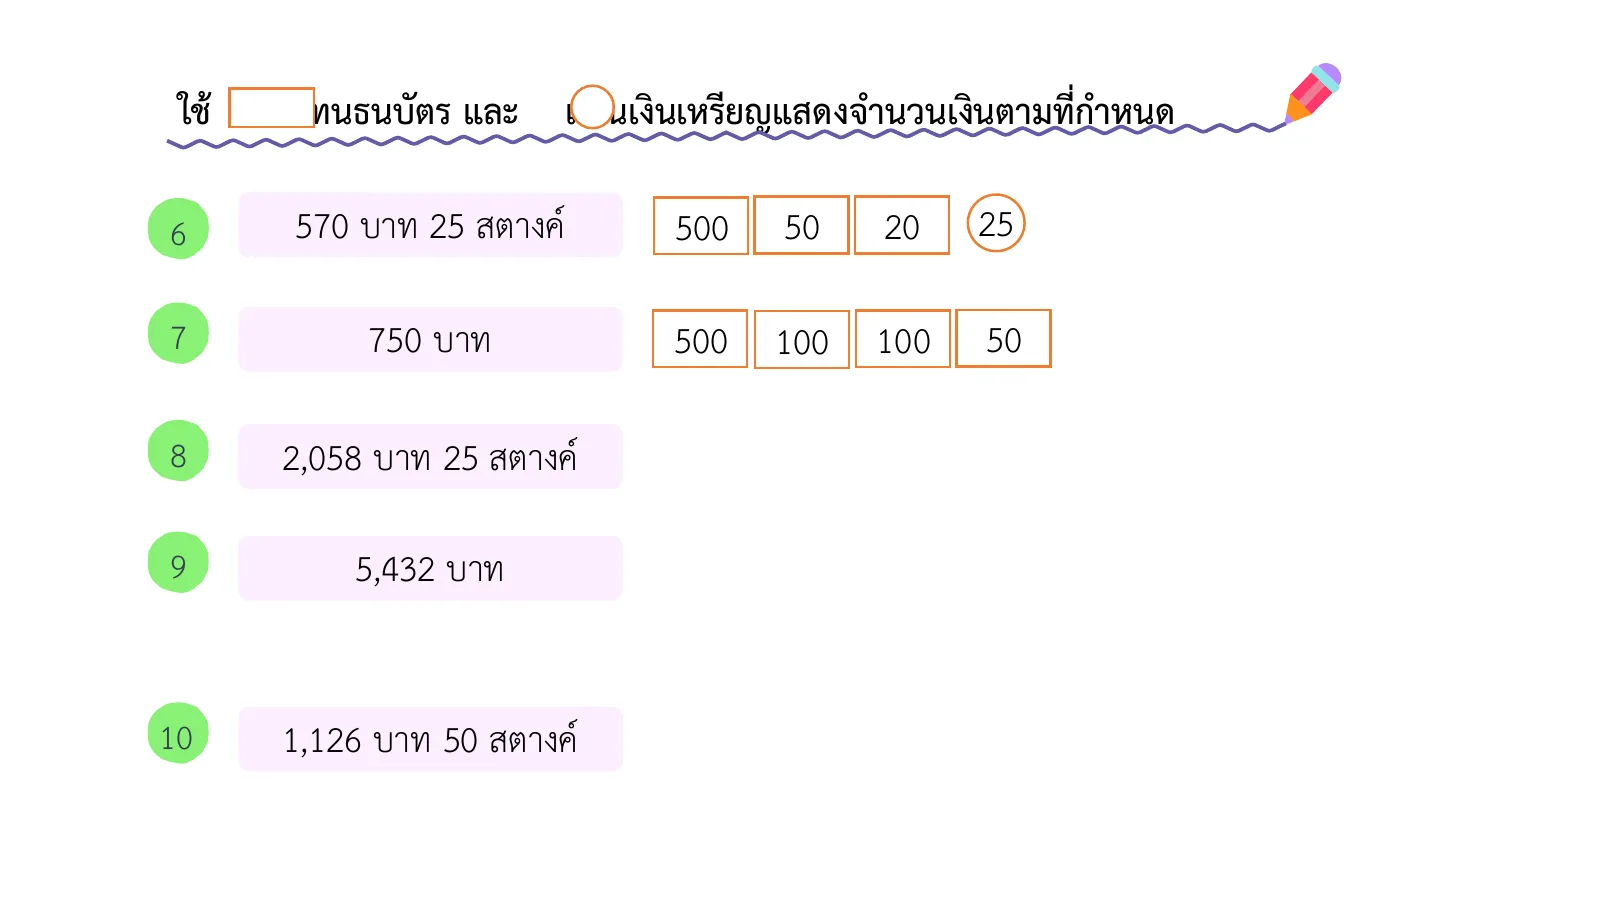 ใช้ ทนธนบัตร และ นเงินเหรียญแสดงจำนวนเงินตามที่กำหนด
6 570 บาท 25 สตางค์ 500 50 20 25
7 750 บาท 500 100 100 50
8 2,058 บาท 25 สตางค์
9 5,432 บาท
10 1,126 บาท 50 สตางค์